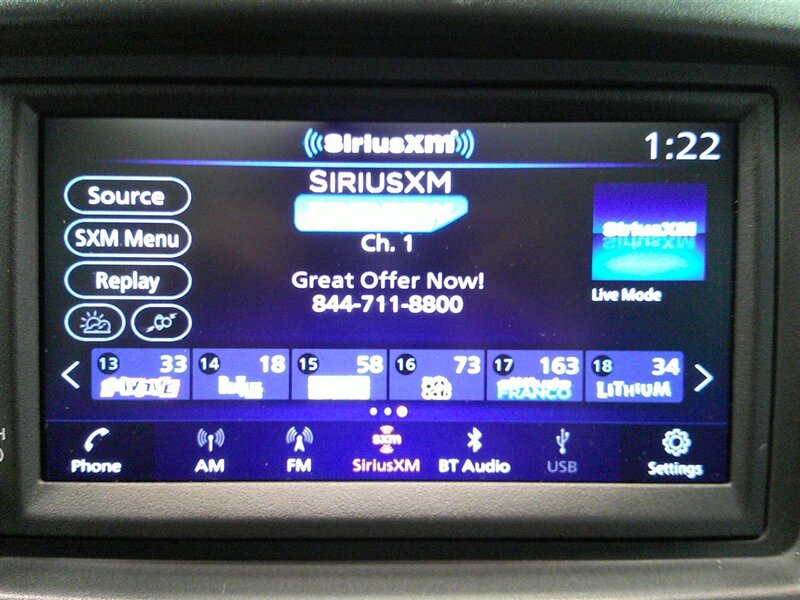 SiriusXM
1:22
Source
SIRIUSXM
SXM Menu
Ch. 1
SiriusXM
Replay
Great Offer Now!
844-711-8800
Live Mode
13 33 14 18 15 58 16 73 17 163 18 34
FRANCO LITHIUM
sxm
Phone AM FM SiriusXM BT Audio USB Settings
H